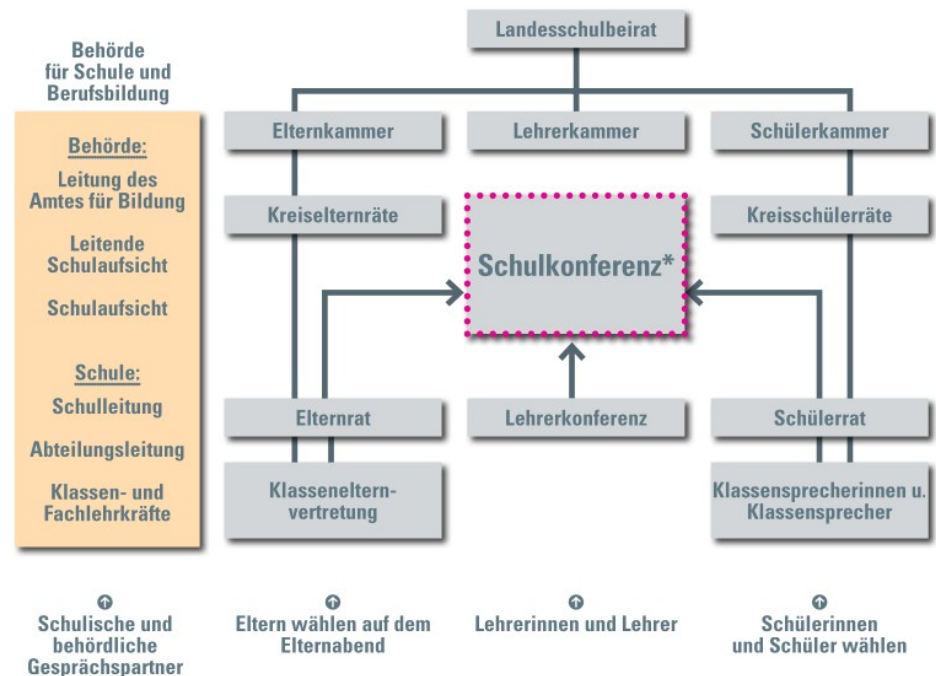 Landesschulbeirat
Behörde
für Schule und
Berufsbildung
Behörde:
Leitung des
Amtes für Bildung
Leitende
Schulaufsicht
Schulaufsicht
Schule:
Schulleitung
Abteilungsleitung
Klassen- und
Fachlehrkräfte
Elternkammer
Lehrerkammer
Schülerkammer
Kreiselternräte
Schulkonferenz*
Kreisschülerräte
Elternrat
Lehrerkonferenz
Schülerrat
Klasseneltern-
vertretung
Klassensprecherinnen u.
Klassensprecher
Schulische und
behördliche
Gesprächspartner
Eltern wählen auf dem
Elternabend
Lehrerinnen und Lehrer
Schülerinnen
und Schüler wählen